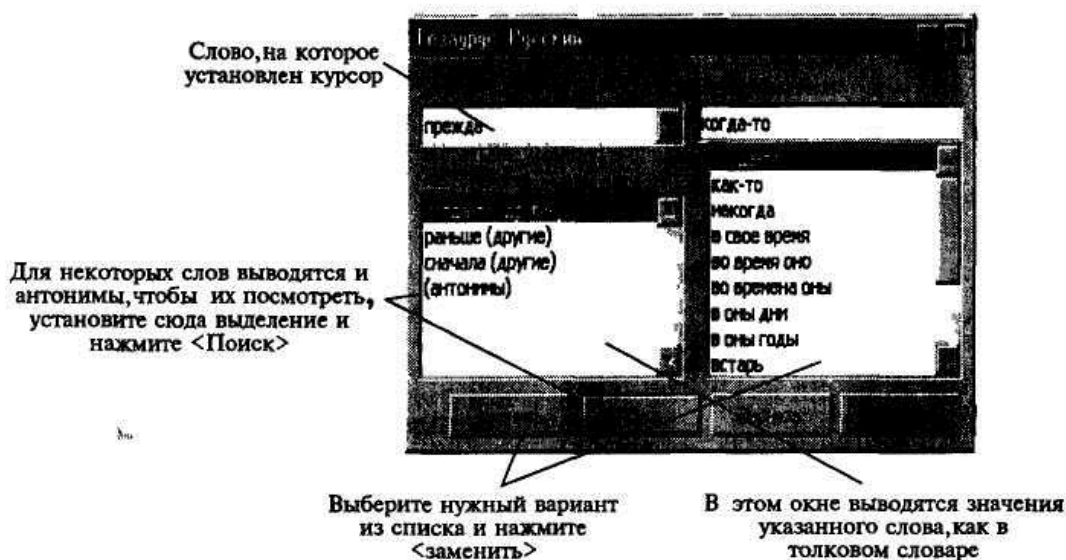 Тезаурус: Русский
Слово,на которое
установлен курсор
прежда
когда-то
раньше (другие)
сначала (другие)
(антонимы)
как-то
некогда
в свое время
во время оно
во времена оны
в оны дни
в оны годы
встарь
Для некоторых слов выводятся и
антонимы,чтобы их посмотреть,
установите сюда выделение и
нажмите <Поиск>
Выберите нужный вариант
из списка и нажмите
<заменить>
В этом окне выводятся значения
указанного слова,как в
толковом словаре